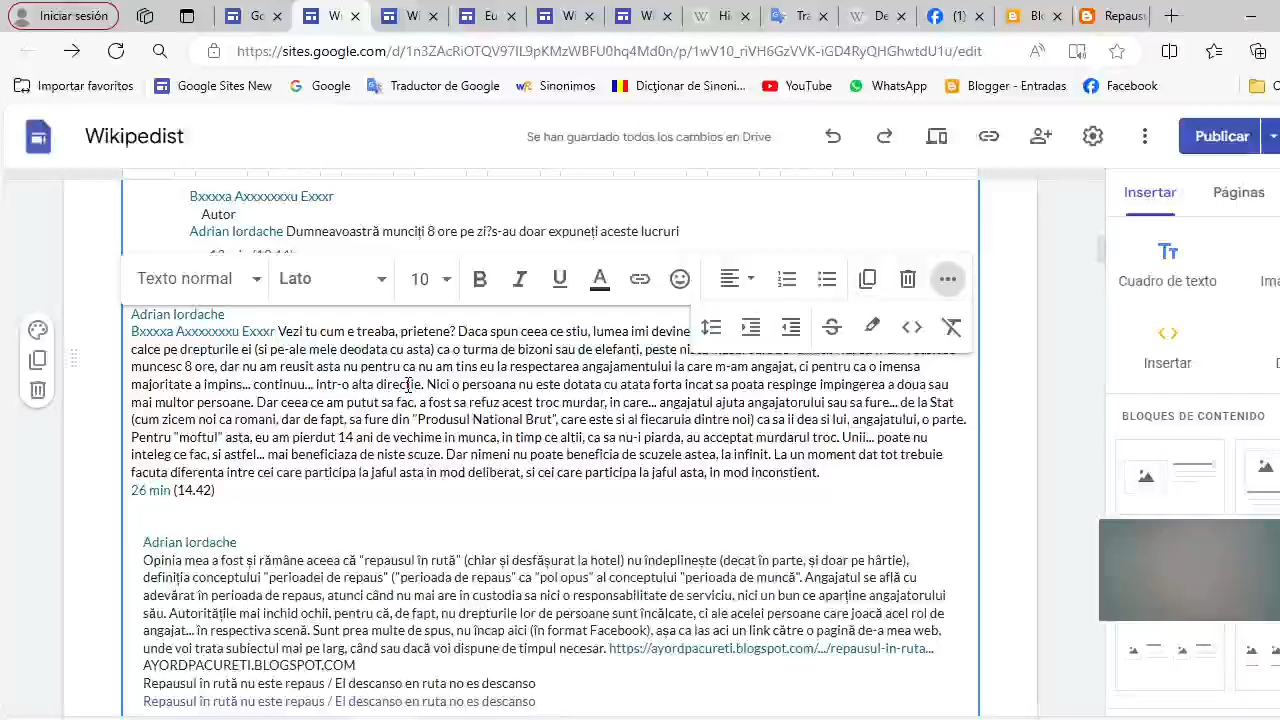 Iniciar sesión Go W W Eu Wi Wi Hi Tra De (1) Blo Repaus
https://sites.google.com/d/1n3ZAcRiOTQV97IL9pKMzWBFU0hq4Md0n/p/1wV10_riVH6GzVVK-iGD4RyQHGhwtdU1u/edit
Importar favoritos Google Sites New Google Traductor de Google Sinonimos Dicționar de Sinoni... YouTube WhatsApp Blogger - Entradas Facebook
Wikipedist Se han guardado todos los cambios en Drive Publicar
Insertar Páginas
Bxxxxa Axxxxxxxu Exxxr
Autor
Adrian Iordache Dumneavoastră munciți 8 ore pe zi?s-au doar expuneți aceste lucruri
Texto normal Lato 10
Cuadro de texto
Insertar
BLOQUES DE CONTENIDO
Adrian Iordache
Bxxxxa Axxxxxxxu Exxxr Vezi tu cum e treaba, prietene? Daca spun ceea ce stiu, lumea imi devine
calce pe drepturile ei (si pe-ale mele deodata cu asta) ca o turma de bizoni sau de elefanți, peste
muncesc 8 ore, dar nu am reusit asta nu pentru ca nu am tins eu la respectarea angajamentului la care m-am angajat, ci pentru ca o imensa
majoritate a impins... continuu... intr-o alta direcție. Nici o persoana nu este dotata cu atata forta incat sa poata respinge impingerea a doua sau
mai multor persoane. Dar ceea ce am putut sa fac, a fost sa refuz acest troc murdar, in care... angajatul ajuta angajatorului sau sa fure... de la Stat
(cum zicem noi ca romani, dar de fapt, sa fure din "Produsul National Brut", care este si al fiecaruia dintre noi) ca sa ii dea si lui, angajatului, o parte.
Pentru "moftul" asta, eu am pierdut 14 ani de vechime in munca, in timp ce altii, ca sa nu-i piarda, au acceptat murdarul troc. Unii... poate nu
inteleg ce fac, si astfel... mai beneficiaza de niste scuze. Dar nimeni nu poate beneficia de scuzele astea, la infinit. La un moment dat tot trebuie
facuta diferenta intre cei care participa la jaful asta in mod deliberat, si cei care participa la jaful asta, in mod inconstient.
26 min (14.42)
Adrian Iordache
Opinia mea a fost și rămâne aceea că "repausul în rută" (chiar și desfășurat la hotel) nu îndeplinește (decat în parte, și doar pe hârtie),
definiția conceptului "perioadei de repaus" ("perioada de repaus" ca "pol opus" al conceptului "perioada de muncă". Angajatul se află cu
adevărat în perioada de repaus, atunci când nu mai are in custodia sa nici o responsabilitate de serviciu, nici un bun ce aparține angajatorului
său. Autoritățile mai inchid ochii, pentru că, de fapt, nu drepturile lor de persoane sunt încălcate, ci ale acelei persoane care joacă acel rol de
angajat... în respectiva scenă. Sunt prea multe de spus, nu încap aici (în format Facebook), așa ca las aci un link către o pagină de-a mea web,
unde voi trata subiectul mai pe larg, când sau dacă voi dispune de timpul necesar. https://ayordpacureti.blogspot.com/.../repausul-in-ruta...
AYORDPACURETI.BLOGSPOT.COM
Repausul în rută nu este repaus / El descanso en ruta no es descanso
Repausul în rută nu este repaus / El descanso en ruta no es descanso